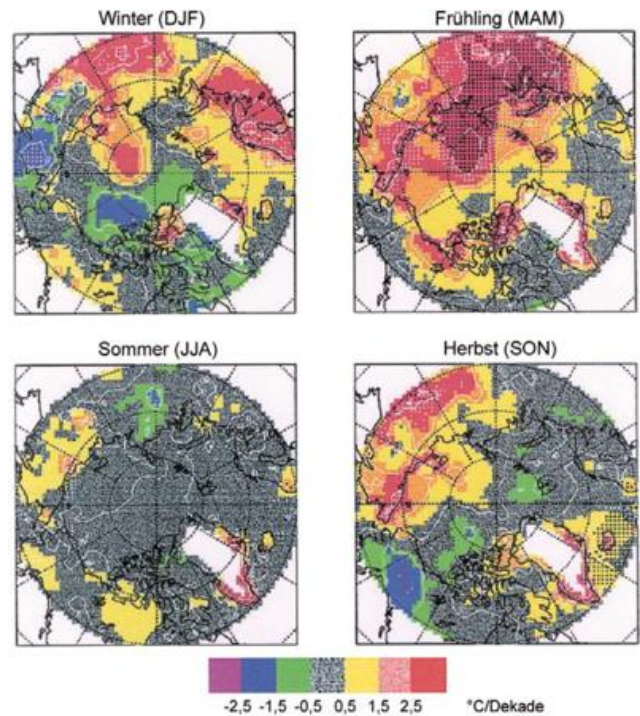 Winter (DJF)
Frühling (MAM)
Sommer (JJA)
Herbst (SON)
-2,5 -1,5 -0,5 0,5 1,5 2,5 °C/Dekade